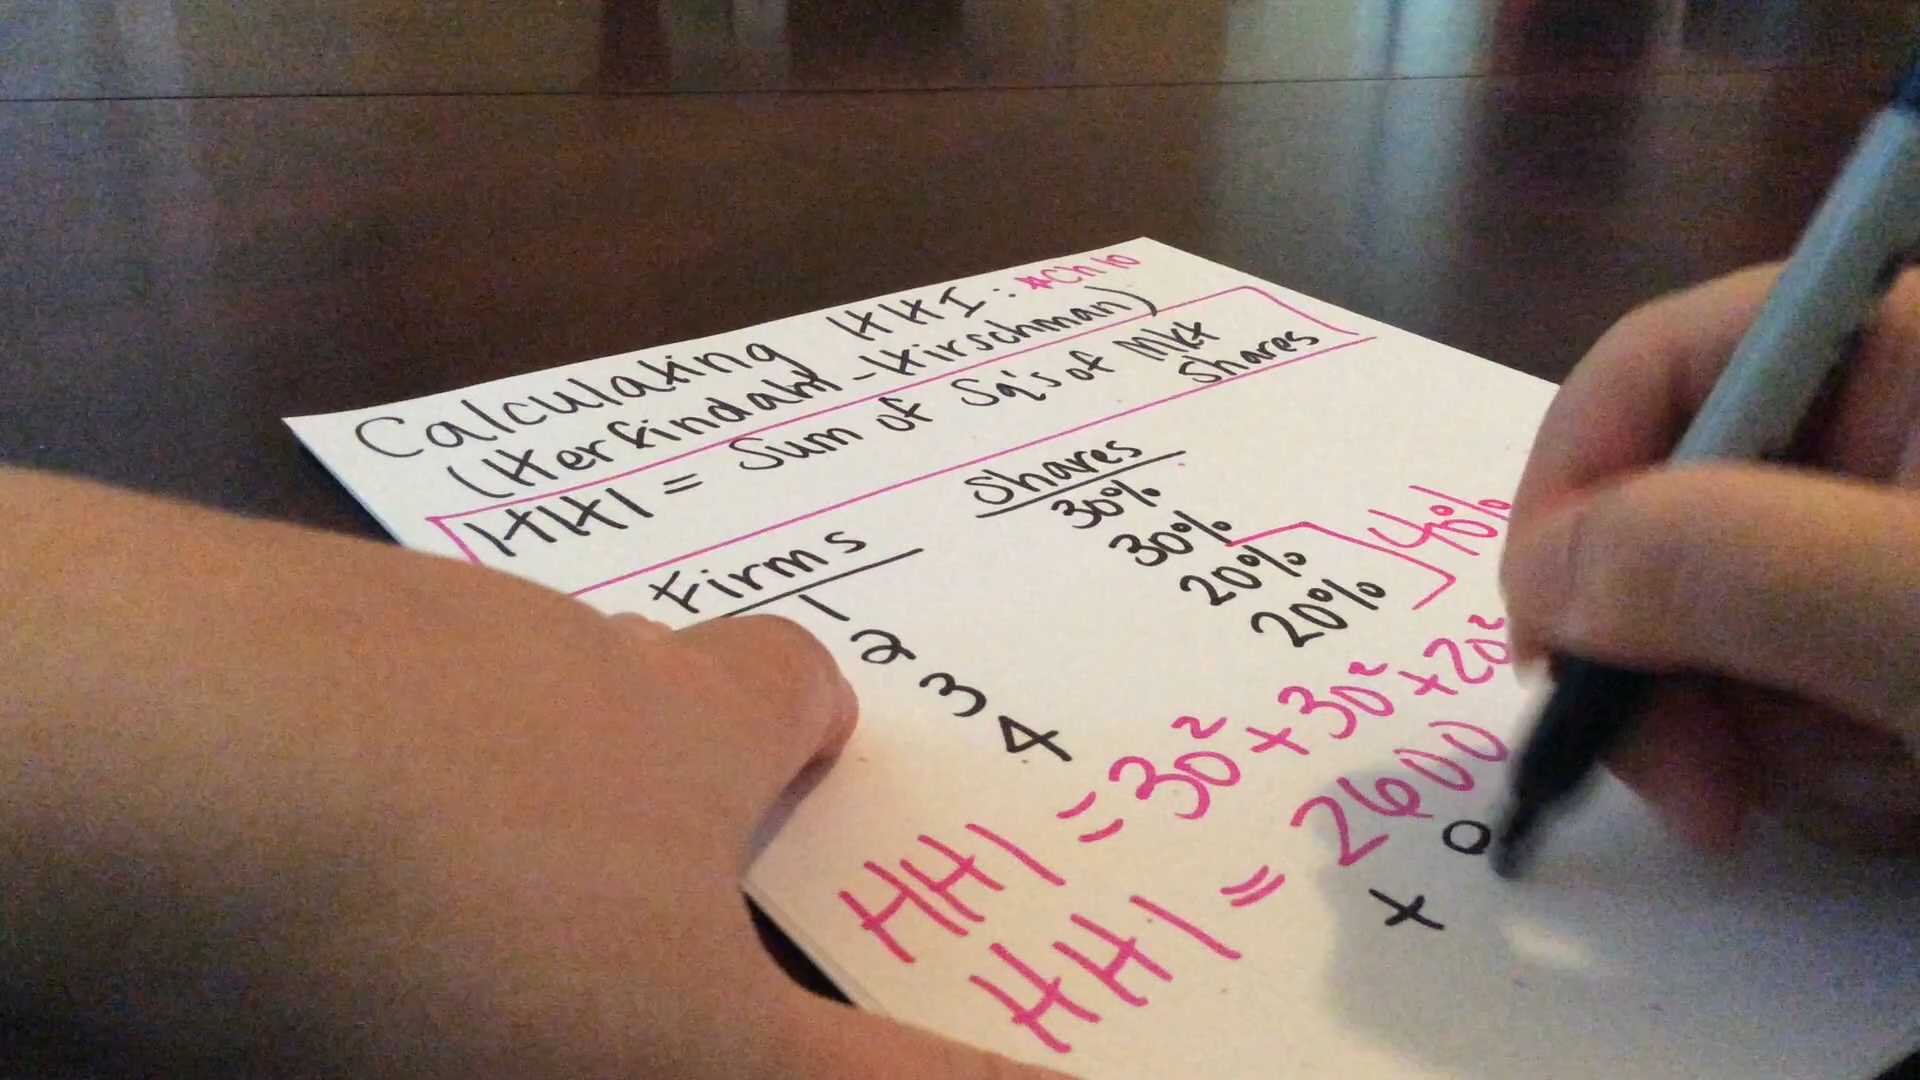 Calculating HHI: *Ch 10
(Herfindahl-Hirschman)
HHI = Sum of Sq's of Mkt
Shares
Firms Shares
1 30%
2 30%
3 20%
4 20%
40%
HHI = 30² + 30² + 20²
HHI = 2600
+ 0